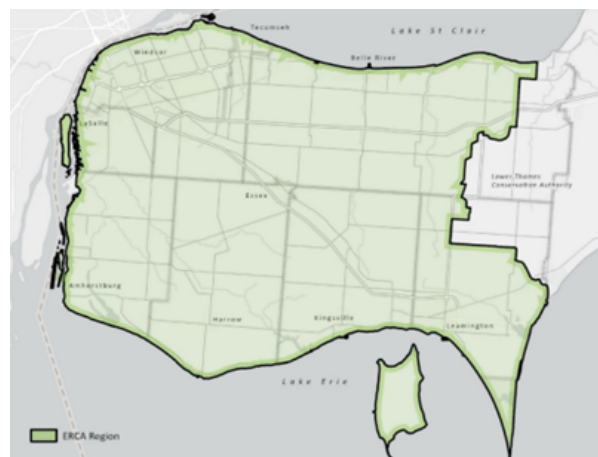 Tecumseh
Lake St Clair
Windsor
Belle River
LaSalle
Lower Thames
Conservation Authority
Essex
Amherstburg
Harrow
Kingsville
Leamington
Lake Erie
ERCA Region